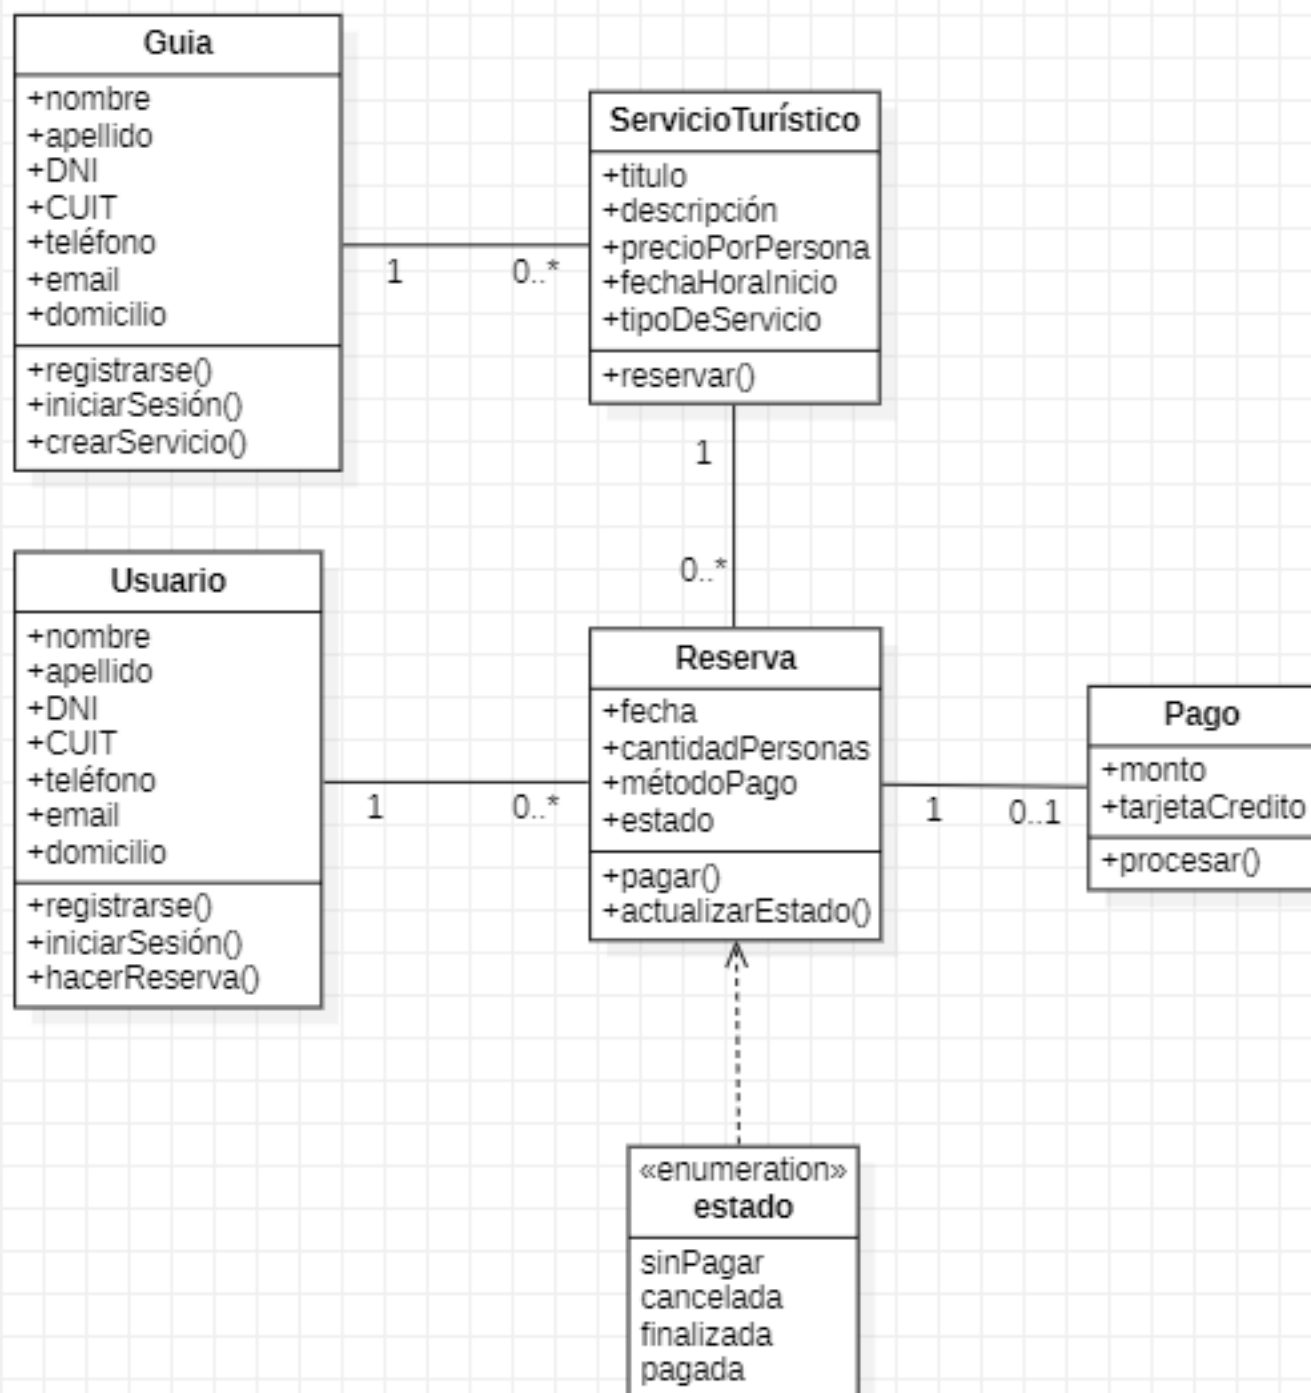 Guia
+nombre
+apellido
+DNI
+CUIT
+teléfono
+email
+domicilio
+registrarse()
+iniciarSesión()
+crearServicio()
1
0..*
ServicioTurístico
+titulo
+descripción
+precioPorPersona
+fechaHoraInicio
+tipoDeServicio
+reservar()
1
0..*
Usuario
+nombre
+apellido
+DNI
+CUIT
+teléfono
+email
+domicilio
+registrarse()
+iniciarSesión()
+hacerReserva()
1
0..*
Reserva
+fecha
+cantidadPersonas
+métodoPago
+estado
+pagar()
+actualizarEstado()
1
0..1
Pago
+monto
+tarjetaCredito
+procesar()
«enumeration»
estado
sinPagar
cancelada
finalizada
pagada